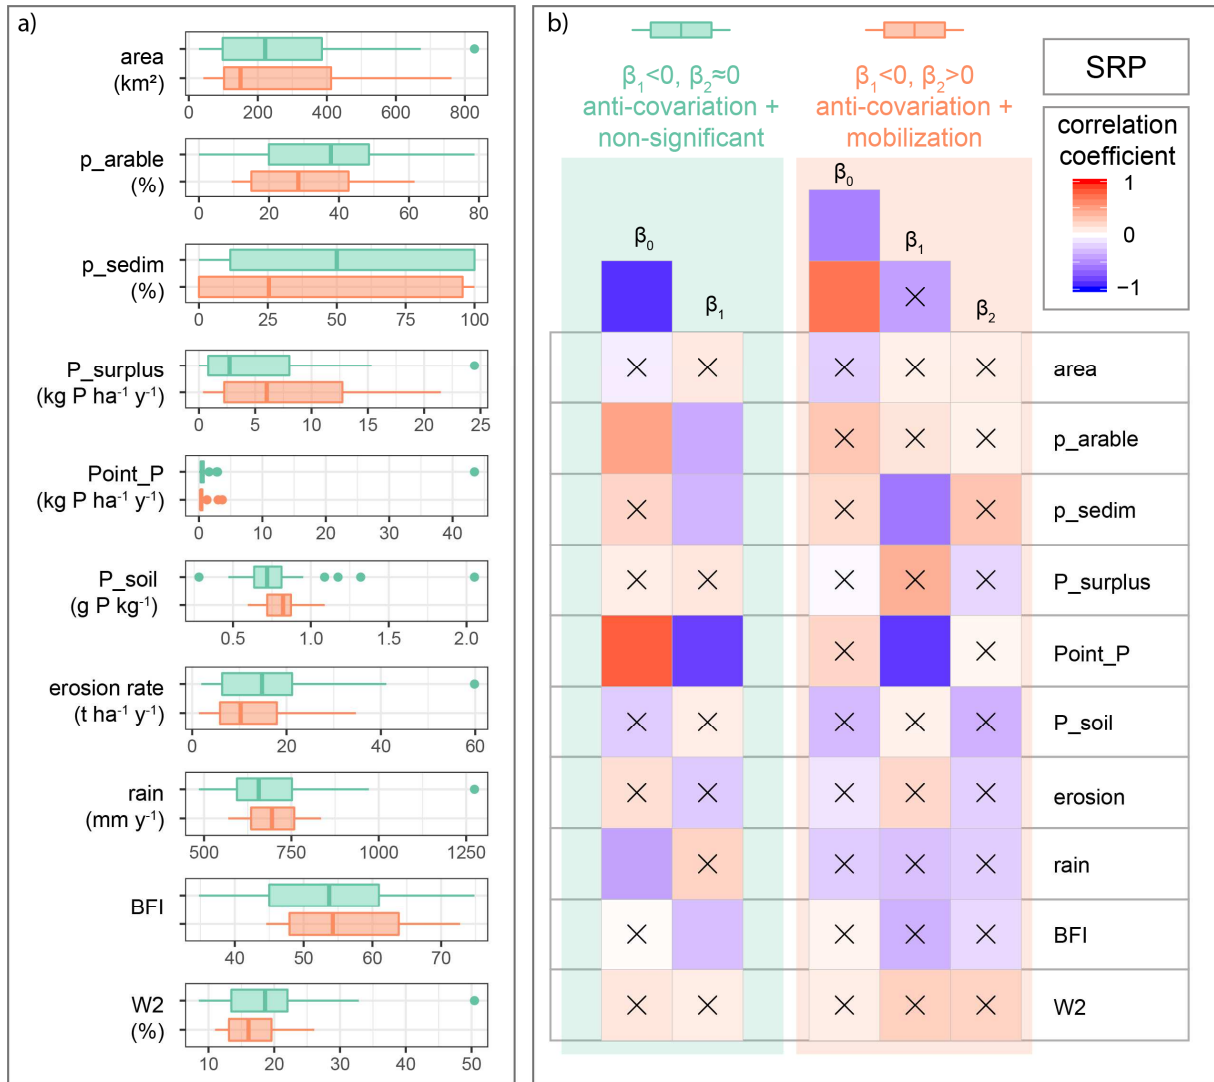 a)
area
(km²)
0 200 400 600 800
p_arable
(%)
0 20 40 60 80
p_sedim
(%)
0 25 50 75 100
P_surplus
(kg P ha⁻¹ y⁻¹)
0 5 10 15 20 25
Point_P
(kg P ha⁻¹ y⁻¹)
0 10 20 30 40
P_soil
(g P kg⁻¹)
0.5 1.0 1.5 2.0
erosion rate
(t ha⁻¹ y⁻¹)
0 20 40 60
rain
(mm y⁻¹)
500 750 1000 1250
BFI
40 50 60 70
W2
(%)
10 20 30 40 50
b)
β₁<0, β₂≈0
anti-covariation +
non-significant
β₁<0, β₂>0
anti-covariation +
mobilization
SRP
correlation
coefficient
1
0
−1
β₀
β₁
β₀
β₁
β₂
area
p_arable
p_sedim
P_surplus
Point_P
P_soil
erosion
rain
BFI
W2